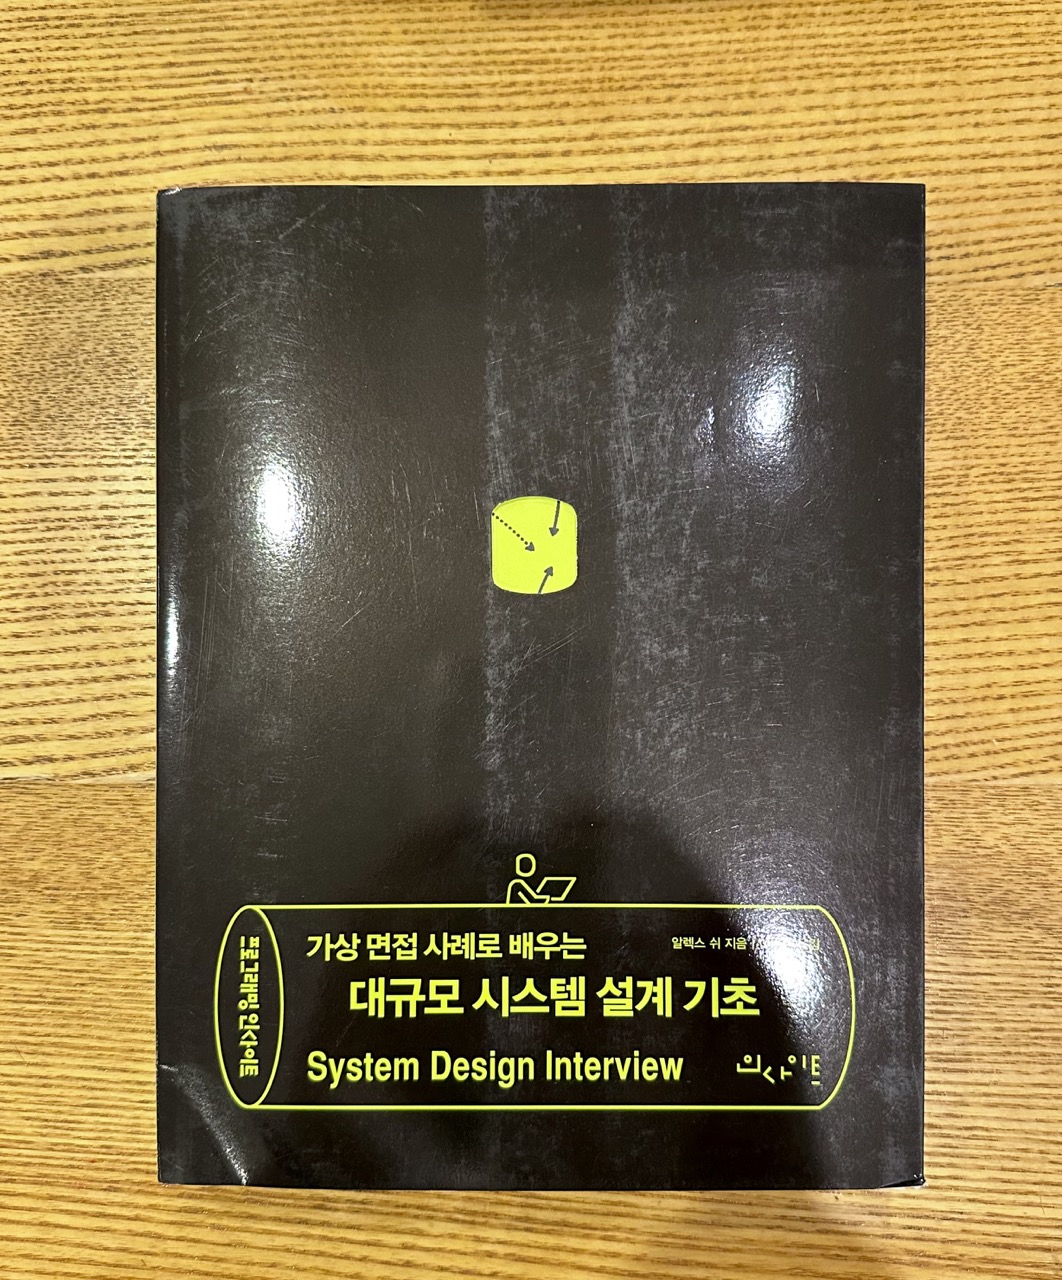 가상 면접 사례로 배우는
알렉스 쉬 지음
대규모 시스템 설계 기초
System Design Interview
프로그래밍인사이트
인사이트